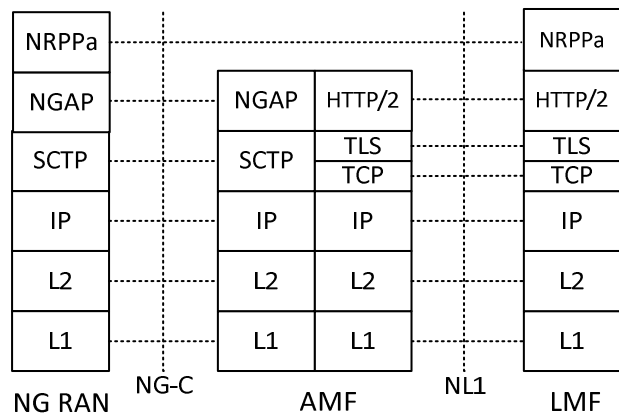 NRPPa NRPPa
NGAP NGAP HTTP/2 HTTP/2
SCTP SCTP TLS TLS
TCP TCP
IP IP IP IP
L2 L2 L2 L2
L1 L1 L1 L1
NG RAN NG-C AMF NL1 LMF